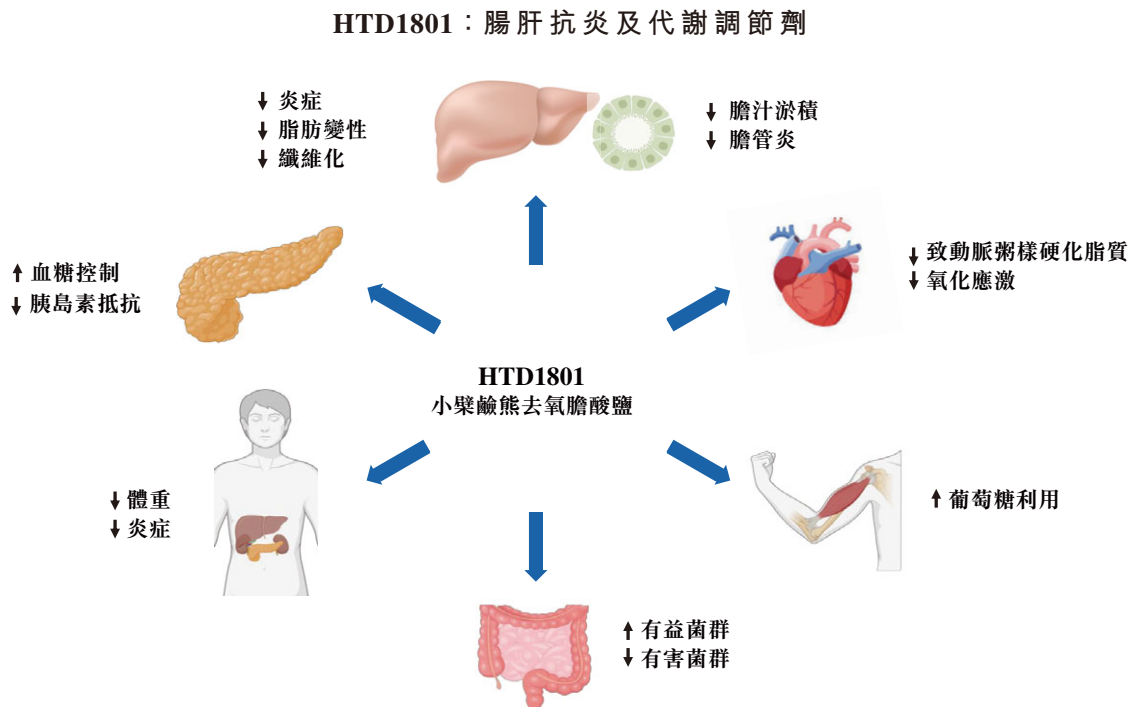 HTD1801：腸肝抗炎及代謝調節劑
↓ 炎症
↓ 脂肪變性
↓ 纖維化
↓ 膽汁淤積
↓ 膽管炎
↑ 血糖控制
↓ 胰島素抵抗
↓ 致動脈粥樣硬化脂質
↓ 氧化應激
HTD1801
小檗鹼熊去氧膽酸鹽
↓ 體重
↓ 炎症
↑ 葡萄糖利用
↑ 有益菌群
↓ 有害菌群